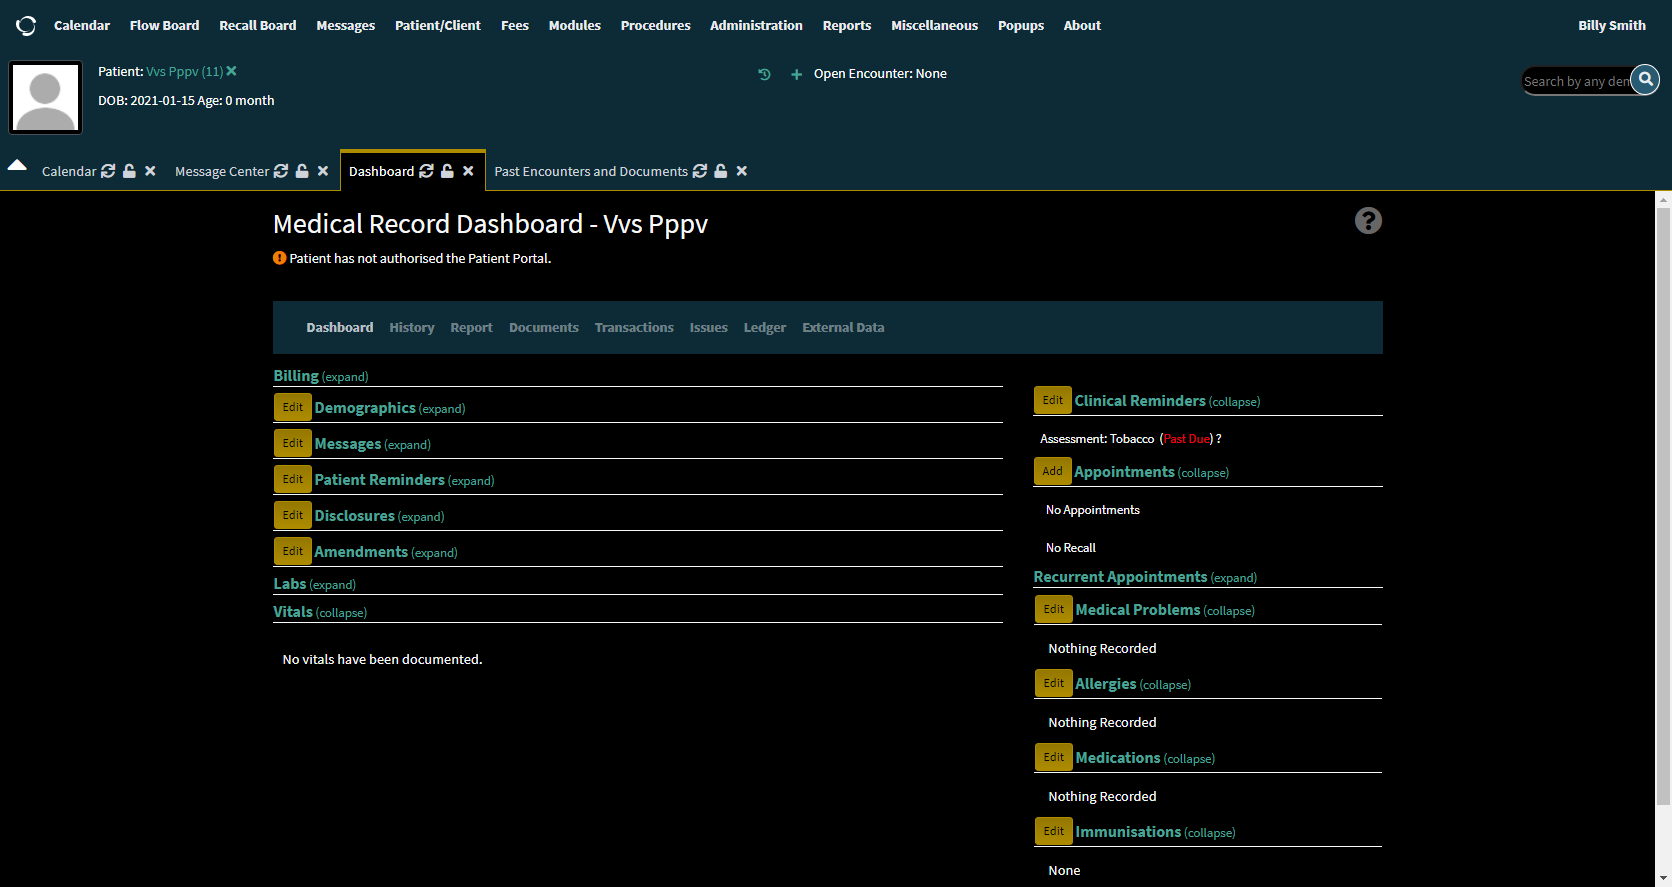 Calendar Flow Board Recall Board Messages Patient/Client Fees Modules Procedures Administration Reports Miscellaneous Popups About Billy Smith
Patient: Vvs Pppv (11)
DOB: 2021-01-15 Age: 0 month
Open Encounter: None
Search by any den
Calendar Message Center Dashboard Past Encounters and Documents
Medical Record Dashboard - Vvs Pppv
Patient has not authorised the Patient Portal.
Dashboard History Report Documents Transactions Issues Ledger External Data
Billing (expand)
Edit Demographics (expand)
Edit Messages (expand)
Edit Patient Reminders (expand)
Edit Disclosures (expand)
Edit Amendments (expand)
Labs (expand)
Vitals (collapse)
No vitals have been documented.
Edit Clinical Reminders (collapse)
Assessment: Tobacco (Past Due) ?
Add Appointments (collapse)
No Appointments
No Recall
Recurrent Appointments (expand)
Edit Medical Problems (collapse)
Nothing Recorded
Edit Allergies (collapse)
Nothing Recorded
Edit Medications (collapse)
Nothing Recorded
Edit Immunisations (collapse)
None